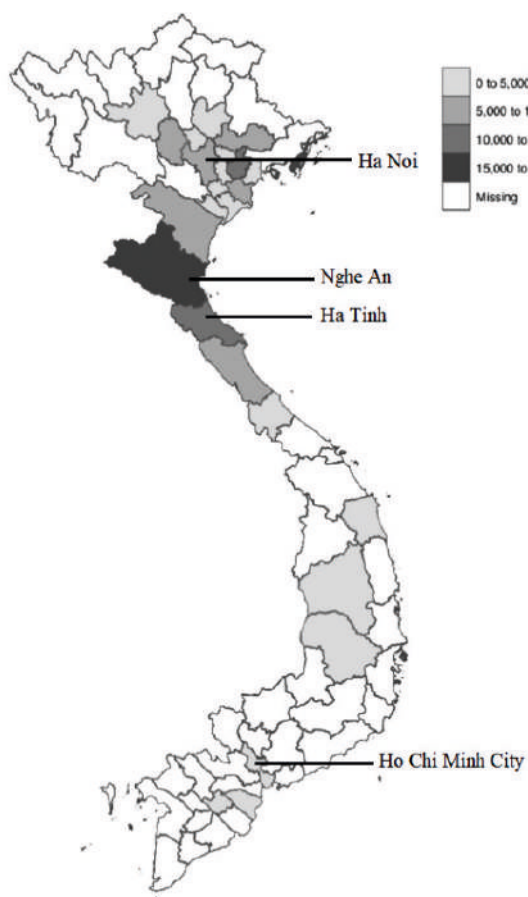 0 to 5,000
5,000 to 1
10,000 to
15,000 to
Missing
Ha Noi
Nghe An
Ha Tinh
Ho Chi Minh City